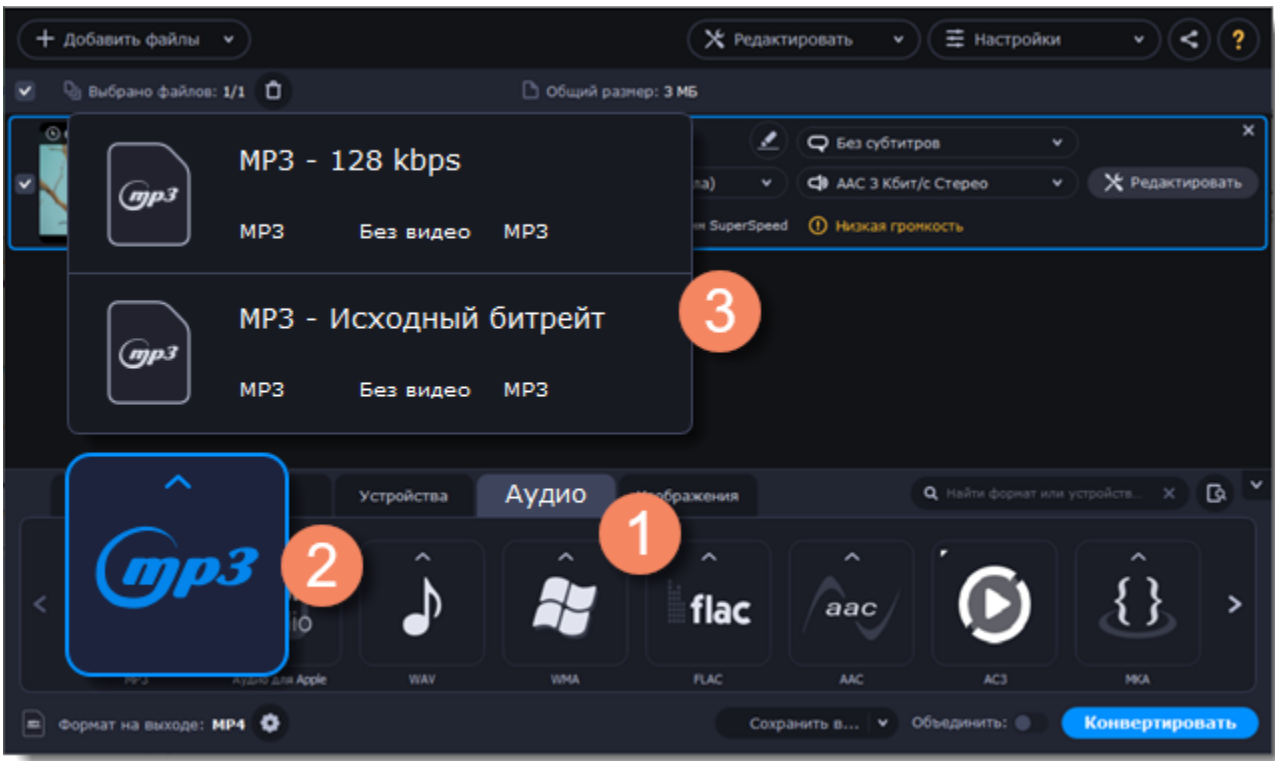 Добавить файлы
Редактировать
Настройки
?
Выбрано файлов: 1/1
Общий размер: 3 МБ
MP3 - 128 kbps
MP3 Без видео MP3
MP3 - Исходный битрейт
MP3 Без видео MP3
mp3
mp3
3
Без субтитров
AAC 3 Кбит/с Стерео
Редактировать
SuperSpeed
Низкая громкость
Устройства
Аудио
Найти формат или устройств...
1
mp3
2
flac
aac
Аудио для Apple
WAV
WMA
FLAC
AAC
AC3
MKA
Формат на выходе: MP4
Сохранить в...
Объединить:
Конвертировать